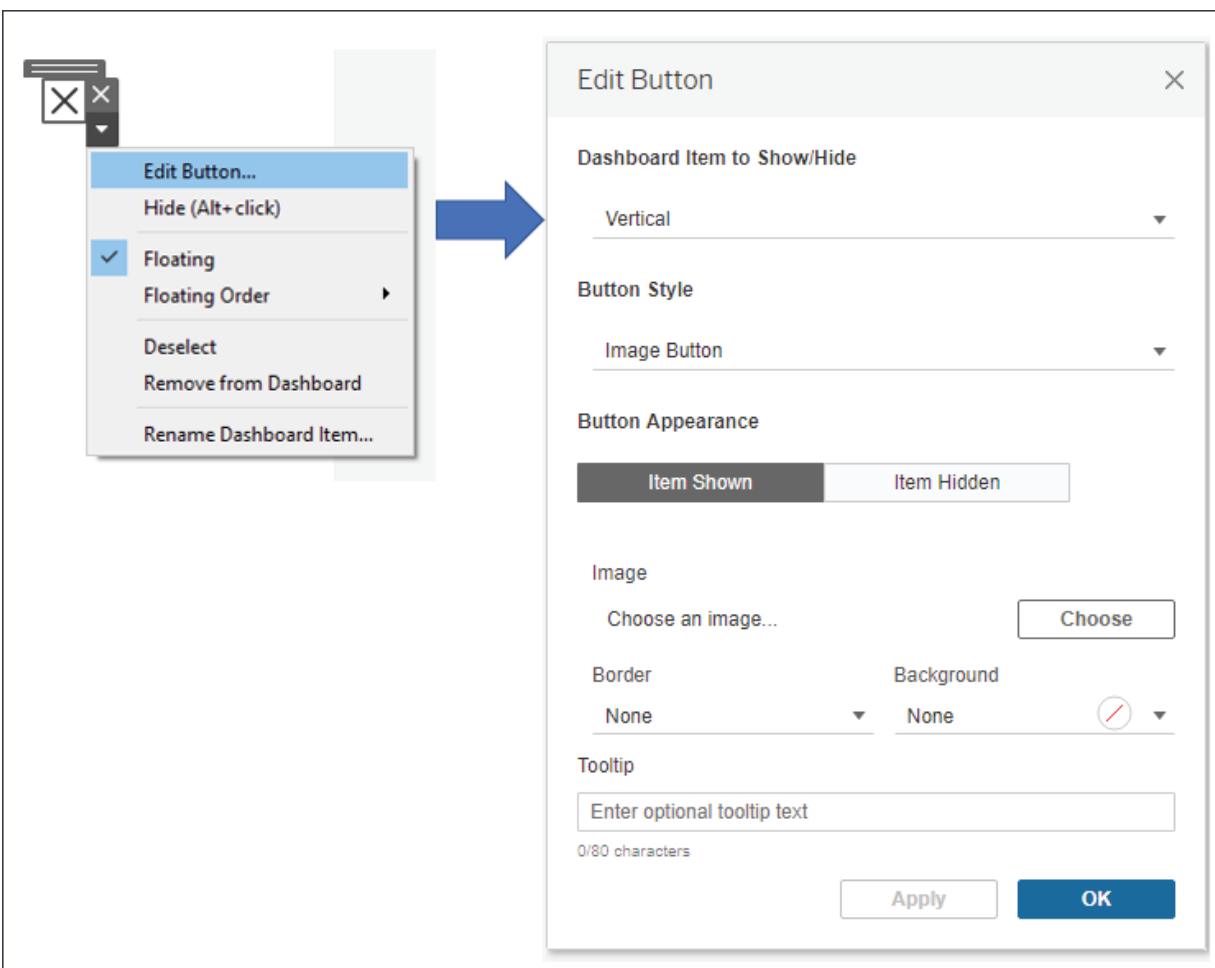 Edit Button...
Hide (Alt+click)
Floating
Floating Order
Deselect
Remove from Dashboard
Rename Dashboard Item...
Edit Button
Dashboard Item to Show/Hide
Vertical
Button Style
Image Button
Button Appearance
Item Shown Item Hidden
Image
Choose an image... Choose
Border Background
None None
Tooltip
Enter optional tooltip text
0/80 characters
Apply OK